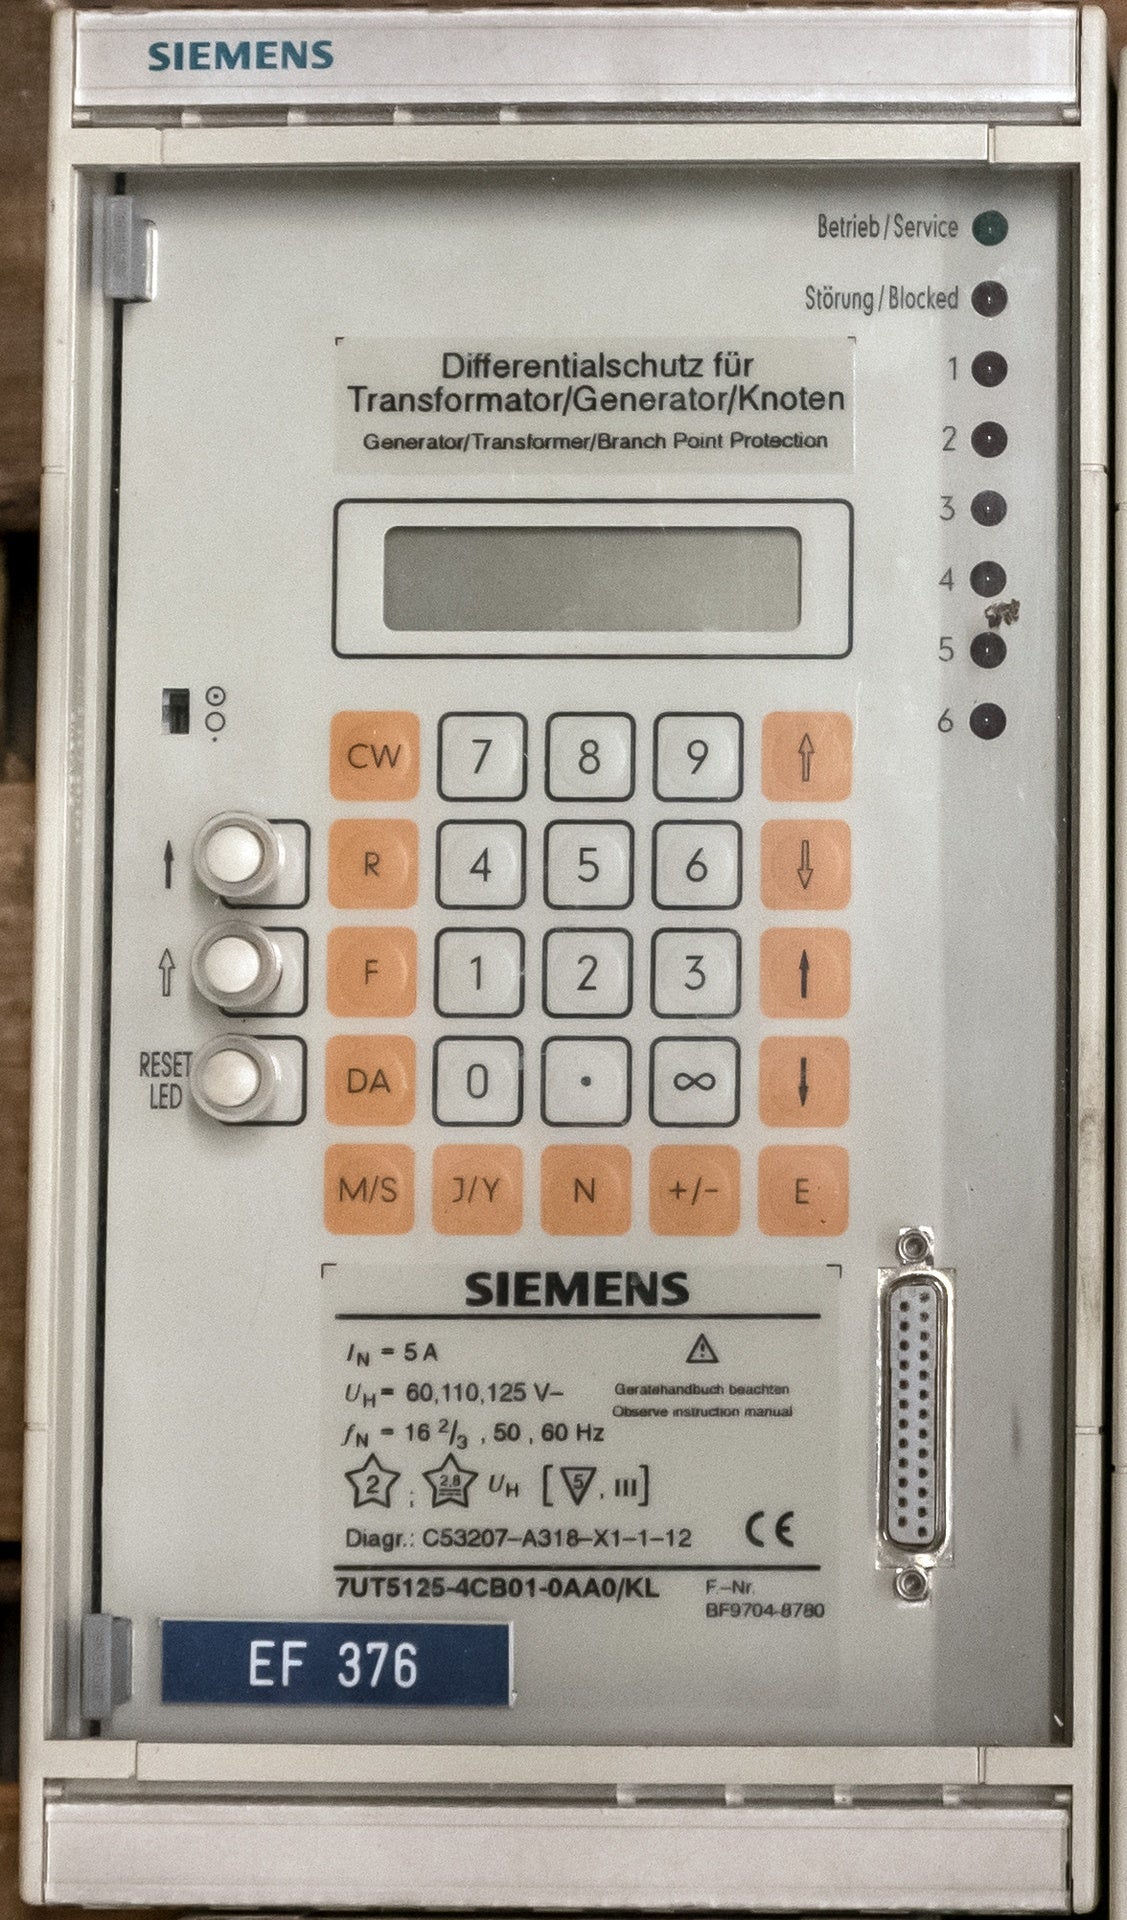 SIEMENS
Betrieb/Service
Störung/Blocked
1
2
3
4
5
6
Differentialschutz für
Transformator/Generator/Knoten
Generator/Transformer/Branch Point Protection
CW 7 8 9 ⇧
R 4 5 6 ⇩
F 1 2 3 ↑
DA 0 . ∞ ↓
M/S J/Y N +/- E
↑
⇧
RESET
LED
SIEMENS
IN = 5 A
UH = 60,110,125 V–
Gerätehandbuch beachten
Observe instruction manual
fN = 16 2/3 , 50 , 60 Hz
2 ; 2,8 UH [ 5 , III ]
Diagr.: C53207–A318–X1–1–12 CE
7UT5125-4CB01-0AA0/KL F.–Nr.
BF9704-8780
EF 376